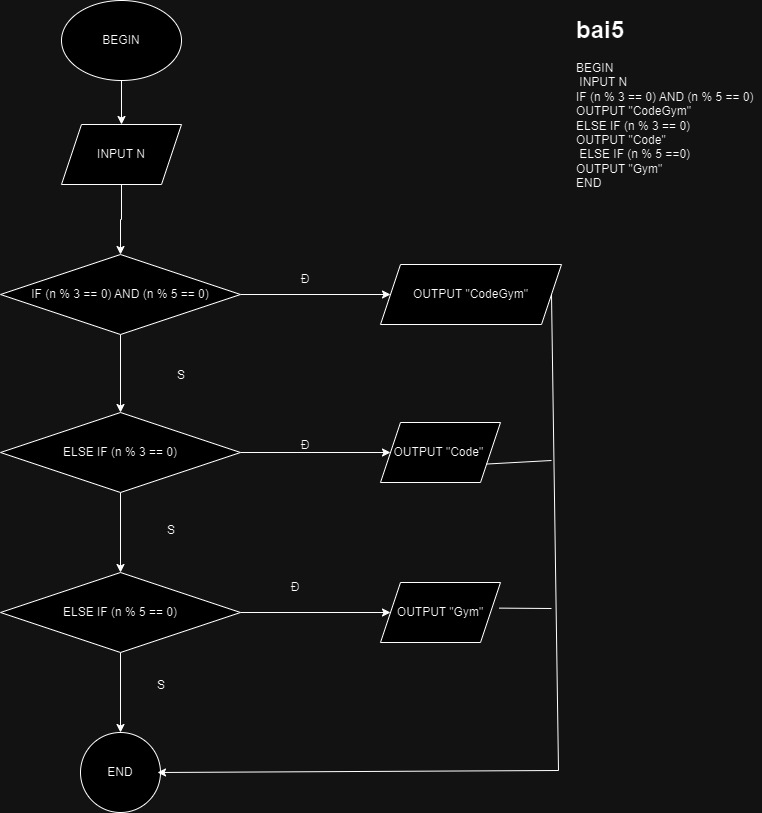 BEGIN
INPUT N
IF (n % 3 == 0) AND (n % 5 == 0)
Đ
OUTPUT "CodeGym"
S
ELSE IF (n % 3 == 0)
Đ
OUTPUT "Code"
S
ELSE IF (n % 5 == 0)
Đ
OUTPUT "Gym"
S
END
bai5
BEGIN
INPUT N
IF (n % 3 == 0) AND (n % 5 == 0)
OUTPUT "CodeGym"
ELSE IF (n % 3 == 0)
OUTPUT "Code"
ELSE IF (n % 5 ==0)
OUTPUT "Gym"
END